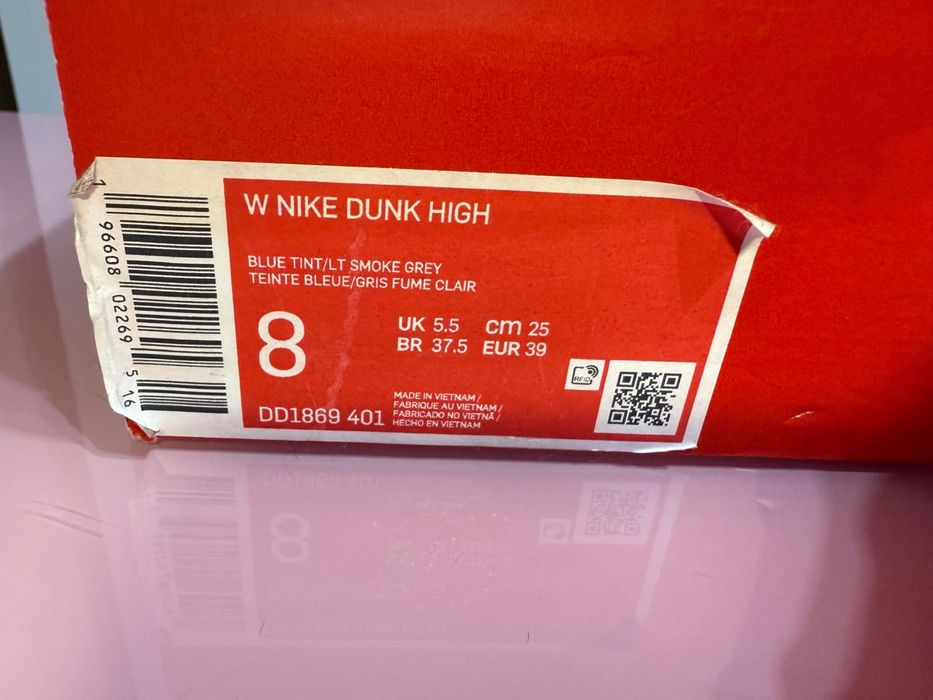 W NIKE DUNK HIGH
BLUE TINT/LT SMOKE GREY
TEINTE BLEUE/GRIS FUME CLAIR
8
UK 5.5 cm 25
BR 37.5 EUR 39
DD1869 401
MADE IN VIETNAM /
FABRIQUE AU VIETNAM /
FABRICADO NO VIETNÃ /
HECHO EN VIETNAM
RFID
1 96608 02269 5 16